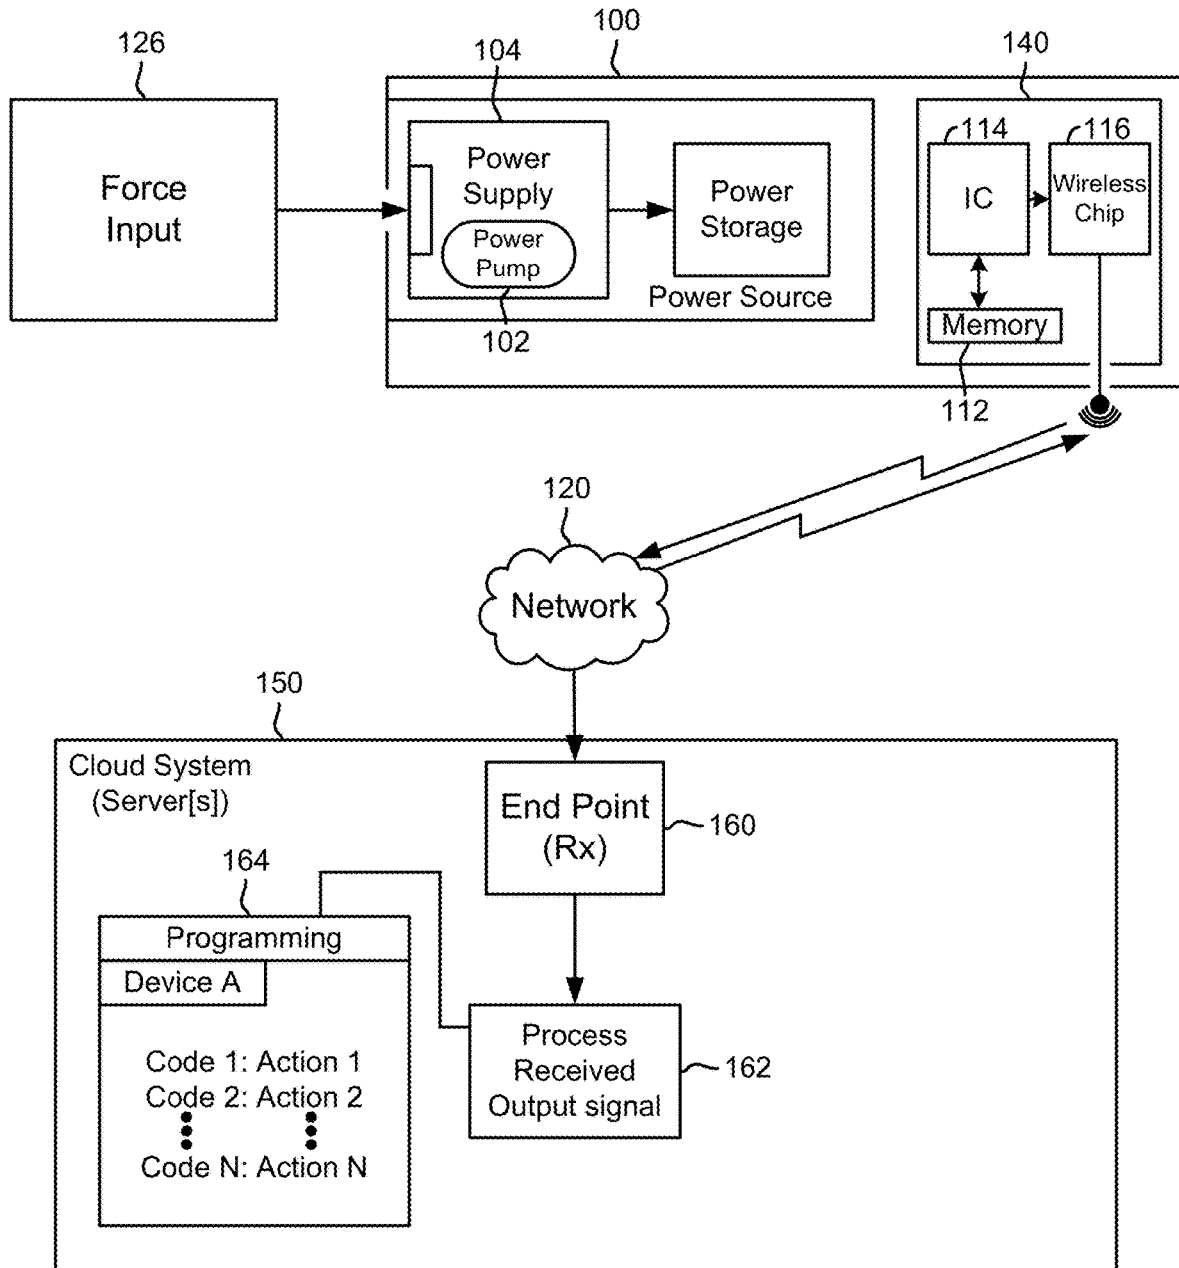 126
104
100
140
Force
Input
Power
Supply
Power
Pump
102
Power
Storage
Power Source
114
IC
116
Wireless
Chip
Memory
112
120
Network
150
Cloud System
(Server[s])
End Point
(Rx)
160
164
Programming
Device A
Code 1: Action 1
Code 2: Action 2
Code N: Action N
Process
Received
Output signal
162